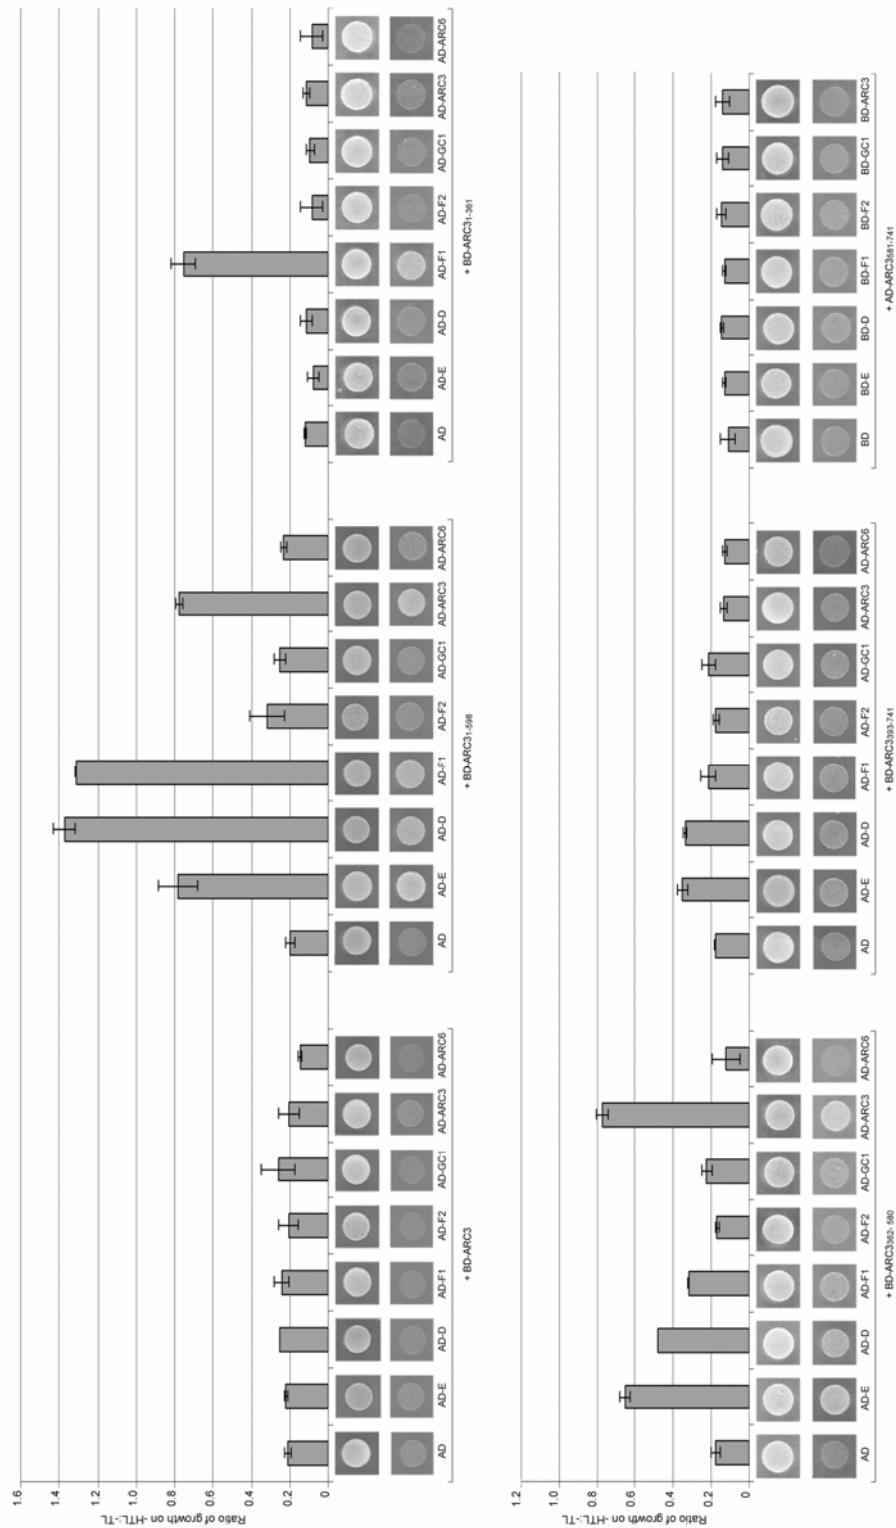 Ratio of growth on -HTL:-TL
1.6
1.4
1.2
1.0
0.8
0.6
0.4
0.2
0
AD AD-E AD-D AD-F1 AD-F2 AD-GC1 AD-ARC3 AD-ARC6
+ BD-ARC3
AD AD-E AD-D AD-F1 AD-F2 AD-GC1 AD-ARC3 AD-ARC6
+ BD-ARC31-598
AD AD-E AD-D AD-F1 AD-F2 AD-GC1 AD-ARC3 AD-ARC6
+ BD-ARC31-361
Ratio of growth on -HTL:-TL
1.2
1.0
0.8
0.6
0.4
0.2
0
AD AD-E AD-D AD-F1 AD-F2 AD-GC1 AD-ARC3 AD-ARC6
+ BD-ARC3362- 580
AD AD-E AD-D AD-F1 AD-F2 AD-GC1 AD-ARC3 AD-ARC6
+ BD-ARC3393-741
BD BD-E BD-D BD-F1 BD-F2 BD-GC1 BD-ARC3
+ AD-ARC3581-741